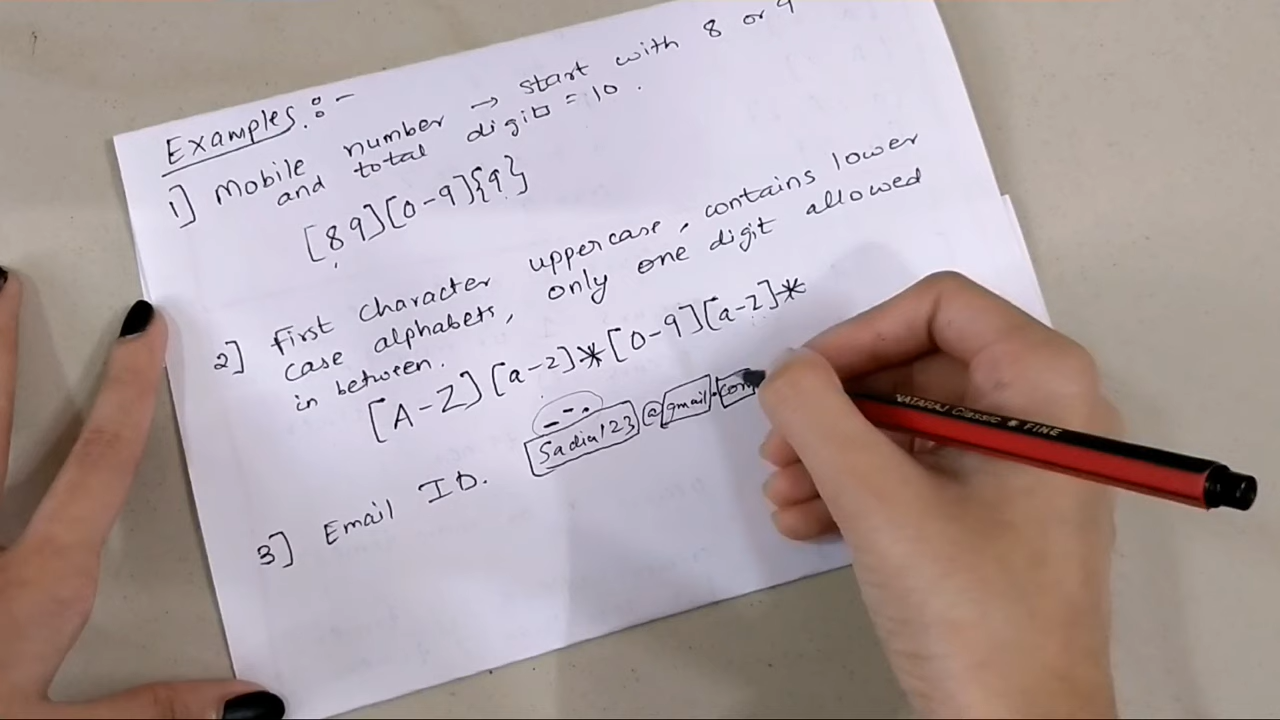 Examples :-
1] Mobile number → start with 8 or 9
and total digits = 10.
[89][0-9]{9}
2] First character uppercase, contains lower
case alphabets, only one digit allowed
in between.
[A-Z][a-z]*[0-9][a-z]*
- - .
3] Email ID. Sadia123@gmail.com
NATARAJ Classic FINE